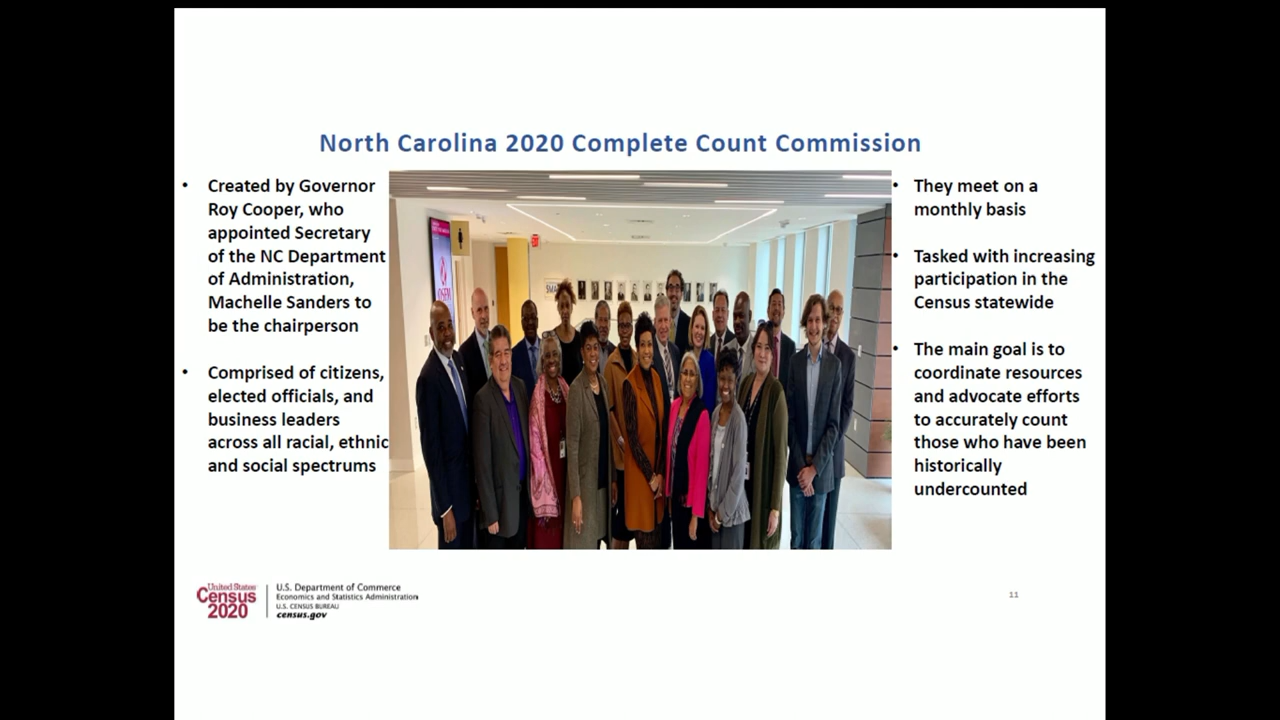 North Carolina 2020 Complete Count Commission
• Created by Governor
Roy Cooper, who
appointed Secretary
of the NC Department
of Administration,
Machelle Sanders to
be the chairperson
• Comprised of citizens,
elected officials, and
business leaders
across all racial, ethnic
and social spectrums
• They meet on a
monthly basis
• Tasked with increasing
participation in the
Census statewide
• The main goal is to
coordinate resources
and advocate efforts
to accurately count
those who have been
historically
undercounted
United States
Census
2020
U.S. Department of Commerce
Economics and Statistics Administration
U.S. CENSUS BUREAU
census.gov
11
EXIT